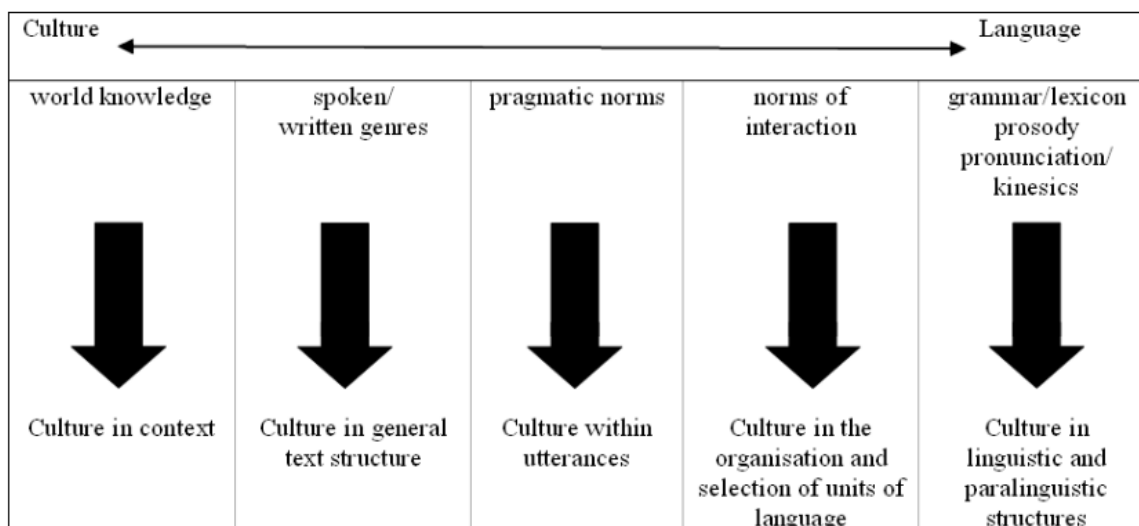 Culture
Language
world knowledge
spoken/
written genres
pragmatic norms
norms of
interaction
grammar/lexicon
prosody
pronunciation/
kinesics
Culture in context
Culture in general
text structure
Culture within
utterances
Culture in the
organisation and
selection of units of
language
Culture in
linguistic and
paralinguistic
structures